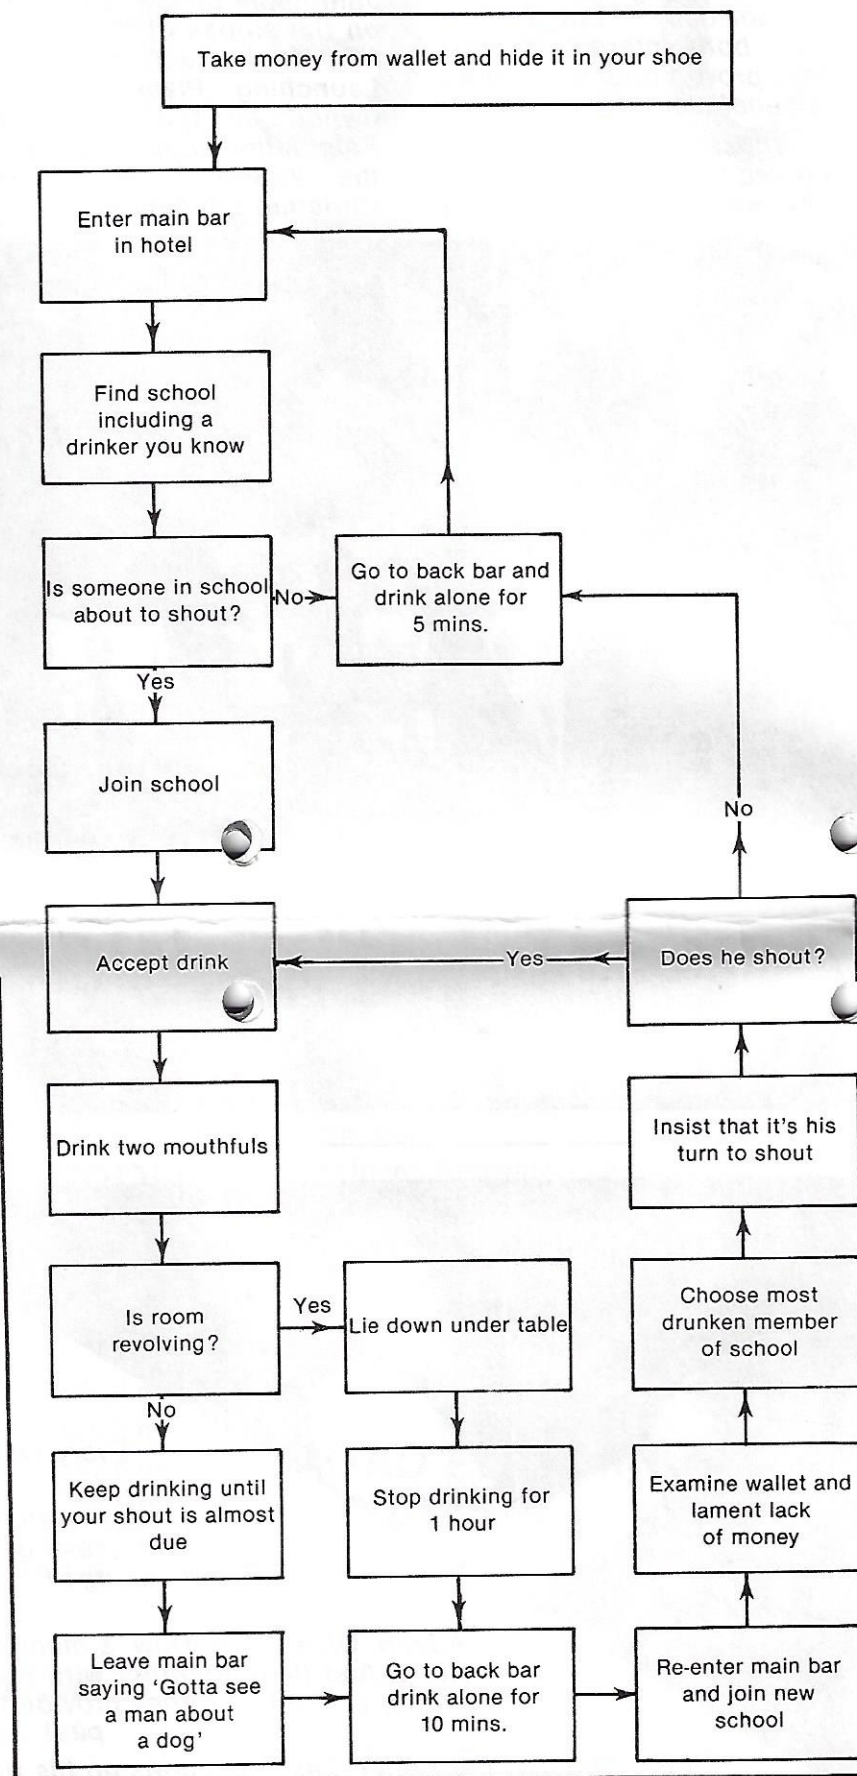 Take money from wallet and hide it in your shoe
Enter main bar
in hotel
Find school
including a
drinker you know
Is someone in school
about to shout?
No
Go to back bar and
drink alone for
5 mins.
Yes
Join school
No
Accept drink
Yes
Does he shout?
Drink two mouthfuls
Insist that it's his
turn to shout
Is room
revolving?
Yes
Lie down under table
Choose most
drunken member
of school
No
Keep drinking until
your shout is almost
due
Stop drinking for
1 hour
Examine wallet and
lament lack
of money
Leave main bar
saying ‘Gotta see
a man about
a dog’
Go to back bar
drink alone for
10 mins.
Re-enter main bar
and join new
school